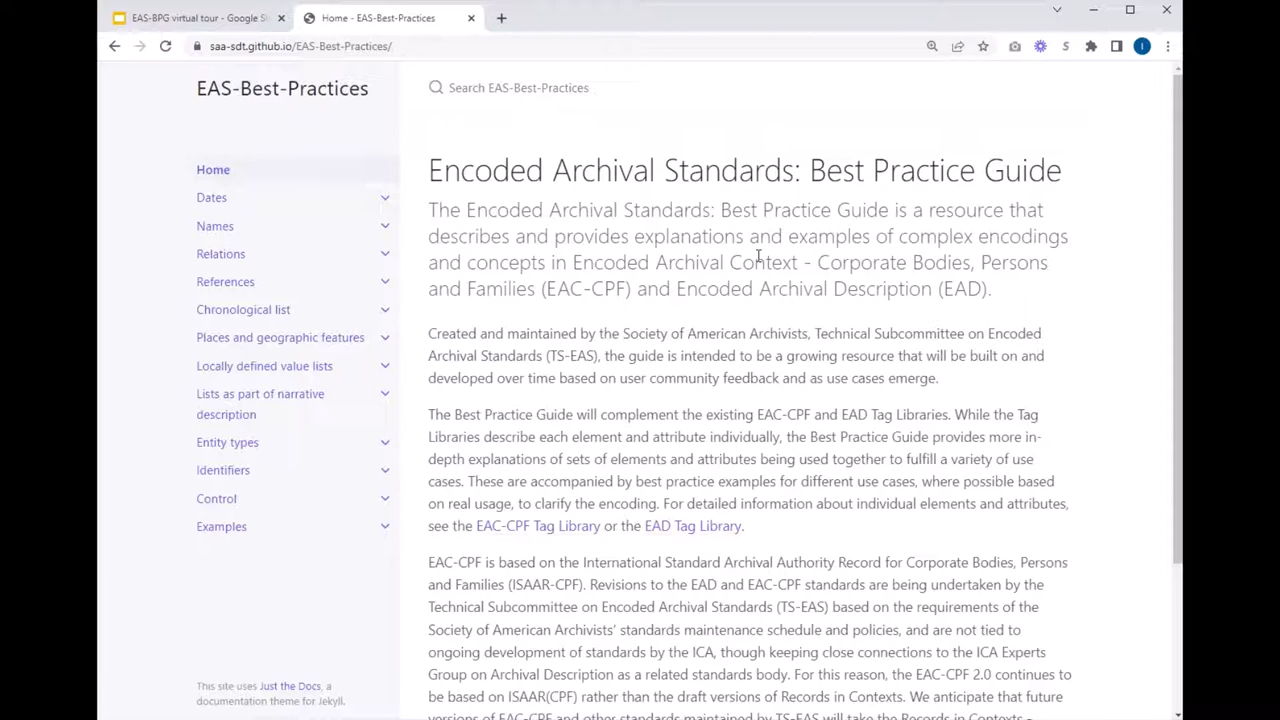 EAS-BPG virtual tour - Google Sl
Home - EAS-Best-Practices
saa-sdt.github.io/EAS-Best-Practices/
S
I
EAS-Best-Practices
Search EAS-Best-Practices
Home
Dates
Names
Relations
References
Chronological list
Places and geographic features
Locally defined value lists
Lists as part of narrative
description
Entity types
Identifiers
Control
Examples
This site uses Just the Docs, a
documentation theme for Jekyll.
Encoded Archival Standards: Best Practice Guide
The Encoded Archival Standards: Best Practice Guide is a resource that
describes and provides explanations and examples of complex encodings
and concepts in Encoded Archival Context - Corporate Bodies, Persons
and Families (EAC-CPF) and Encoded Archival Description (EAD).
Created and maintained by the Society of American Archivists, Technical Subcommittee on Encoded
Archival Standards (TS-EAS), the guide is intended to be a growing resource that will be built on and
developed over time based on user community feedback and as use cases emerge.
The Best Practice Guide will complement the existing EAC-CPF and EAD Tag Libraries. While the Tag
Libraries describe each element and attribute individually, the Best Practice Guide provides more in-
depth explanations of sets of elements and attributes being used together to fulfill a variety of use
cases. These are accompanied by best practice examples for different use cases, where possible based
on real usage, to clarify the encoding. For detailed information about individual elements and attributes,
see the EAC-CPF Tag Library or the EAD Tag Library.
EAC-CPF is based on the International Standard Archival Authority Record for Corporate Bodies, Persons
and Families (ISAAR-CPF). Revisions to the EAD and EAC-CPF standards are being undertaken by the
Technical Subcommittee on Encoded Archival Standards (TS-EAS) based on the requirements of the
Society of American Archivists' standards maintenance schedule and policies, and are not tied to
ongoing development of standards by the ICA, though keeping close connections to the ICA Experts
Group on Archival Description as a related standards body. For this reason, the EAC-CPF 2.0 continues to
be based on ISAAR(CPF) rather than the draft versions of Records in Contexts. We anticipate that future
versions of EAC-CPF and other standards maintained by TS-EAS will take the Records in Contexts -